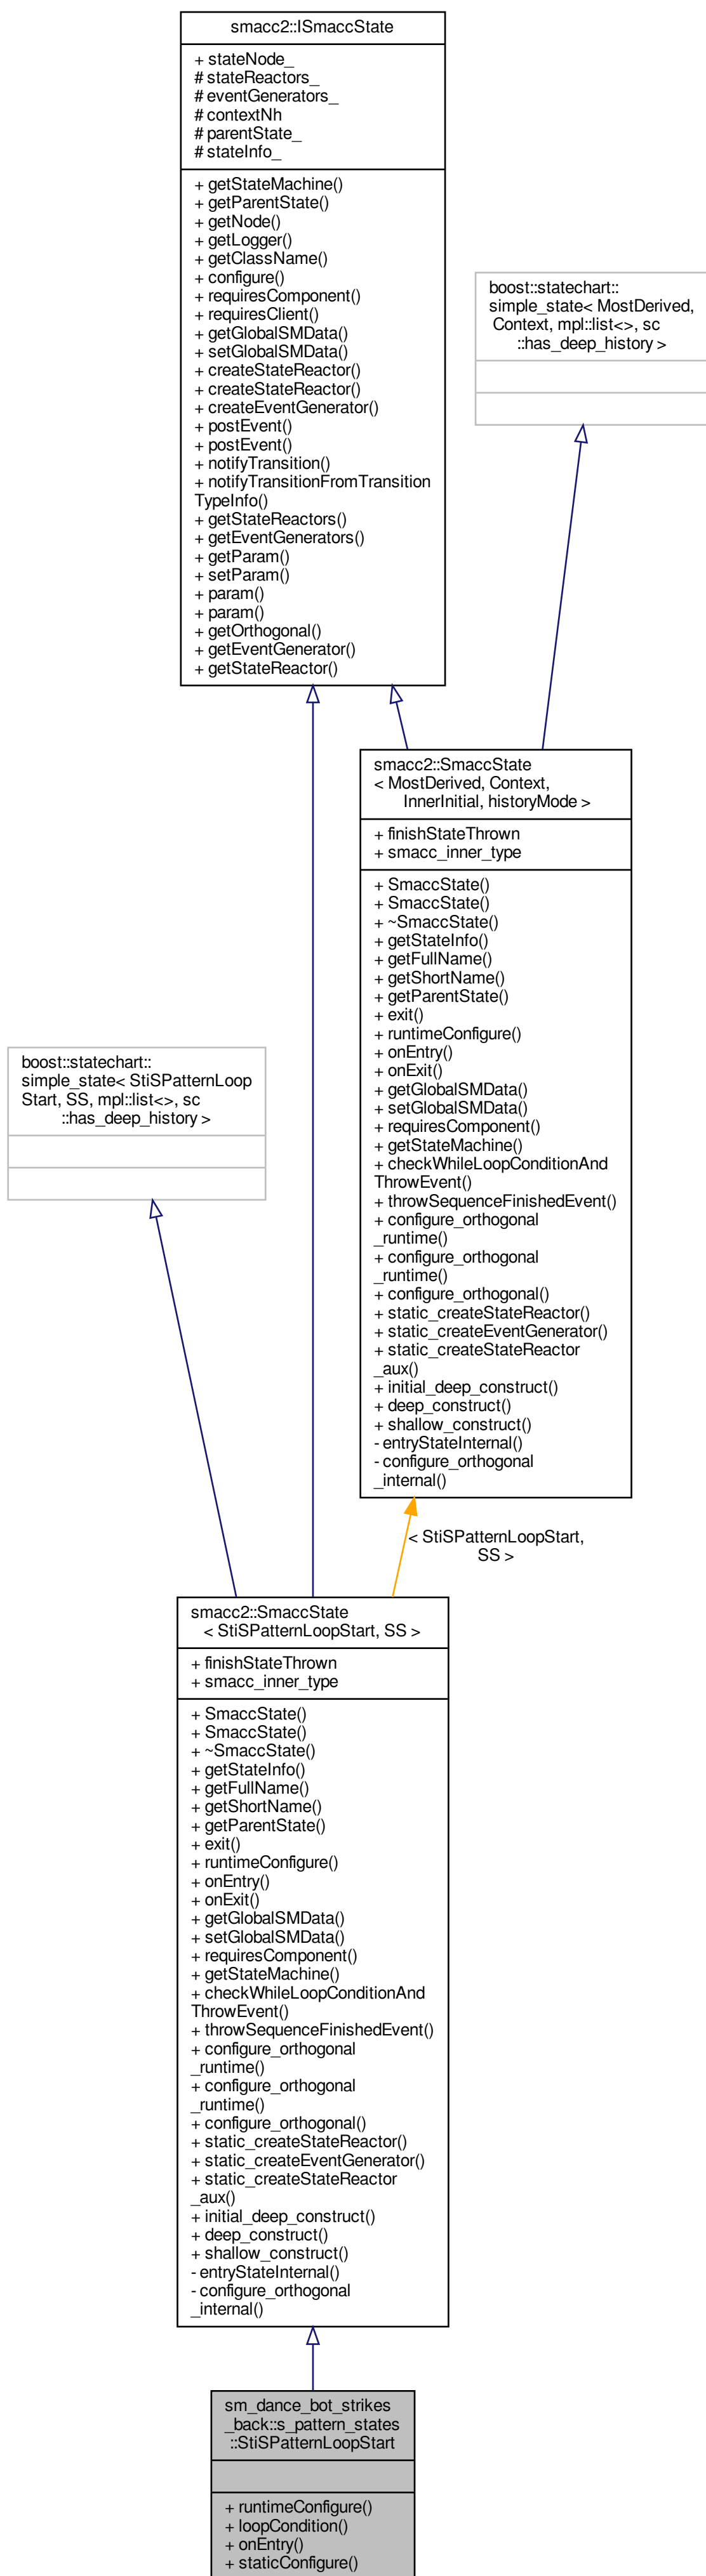 smacc2::ISmaccState
+ stateNode_
# stateReactors_
# eventGenerators_
# contextNh
# parentState_
# stateInfo_
+ getStateMachine()
+ getParentState()
+ getNode()
+ getLogger()
+ getClassName()
+ configure()
+ requiresComponent()
+ requiresClient()
+ getGlobalSMData()
+ setGlobalSMData()
+ createStateReactor()
+ createStateReactor()
+ createEventGenerator()
+ postEvent()
+ postEvent()
+ notifyTransition()
+ notifyTransitionFromTransition
TypeInfo()
+ getStateReactors()
+ getEventGenerators()
+ getParam()
+ setParam()
+ param()
+ param()
+ getOrthogonal()
+ getEventGenerator()
+ getStateReactor()
boost::statechart::
simple_state< MostDerived,
Context, mpl::list<>, sc
::has_deep_history >
smacc2::SmaccState
< MostDerived, Context,
InnerInitial, historyMode >
+ finishStateThrown
+ smacc_inner_type
+ SmaccState()
+ SmaccState()
+ ~SmaccState()
+ getStateInfo()
+ getFullName()
+ getShortName()
+ getParentState()
+ exit()
+ runtimeConfigure()
+ onEntry()
+ onExit()
+ getGlobalSMData()
+ setGlobalSMData()
+ requiresComponent()
+ getStateMachine()
+ checkWhileLoopConditionAnd
ThrowEvent()
+ throwSequenceFinishedEvent()
+ configure_orthogonal
_runtime()
+ configure_orthogonal
_runtime()
+ configure_orthogonal()
+ static_createStateReactor()
+ static_createEventGenerator()
+ static_createStateReactor
_aux()
+ initial_deep_construct()
+ deep_construct()
+ shallow_construct()
- entryStateInternal()
- configure_orthogonal
_internal()
boost::statechart::
simple_state< StiSPatternLoop
Start, SS, mpl::list<>, sc
::has_deep_history >
< StiSPatternLoopStart,
SS >
smacc2::SmaccState
< StiSPatternLoopStart, SS >
+ finishStateThrown
+ smacc_inner_type
+ SmaccState()
+ SmaccState()
+ ~SmaccState()
+ getStateInfo()
+ getFullName()
+ getShortName()
+ getParentState()
+ exit()
+ runtimeConfigure()
+ onEntry()
+ onExit()
+ getGlobalSMData()
+ setGlobalSMData()
+ requiresComponent()
+ getStateMachine()
+ checkWhileLoopConditionAnd
ThrowEvent()
+ throwSequenceFinishedEvent()
+ configure_orthogonal
_runtime()
+ configure_orthogonal
_runtime()
+ configure_orthogonal()
+ static_createStateReactor()
+ static_createEventGenerator()
+ static_createStateReactor
_aux()
+ initial_deep_construct()
+ deep_construct()
+ shallow_construct()
- entryStateInternal()
- configure_orthogonal
_internal()
sm_dance_bot_strikes
_back::s_pattern_states
::StiSPatternLoopStart
+ runtimeConfigure()
+ loopCondition()
+ onEntry()
+ staticConfigure()